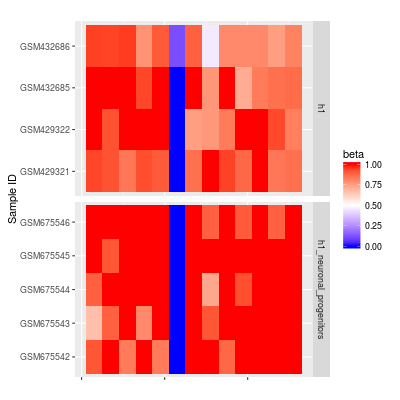 GSM432686
GSM432685
GSM429322
GSM429321
h1
GSM675546
GSM675545
GSM675544
GSM675543
GSM675542
h1_neuronal_progenitors
Sample ID
beta
1.00
0.75
0.50
0.25
0.00